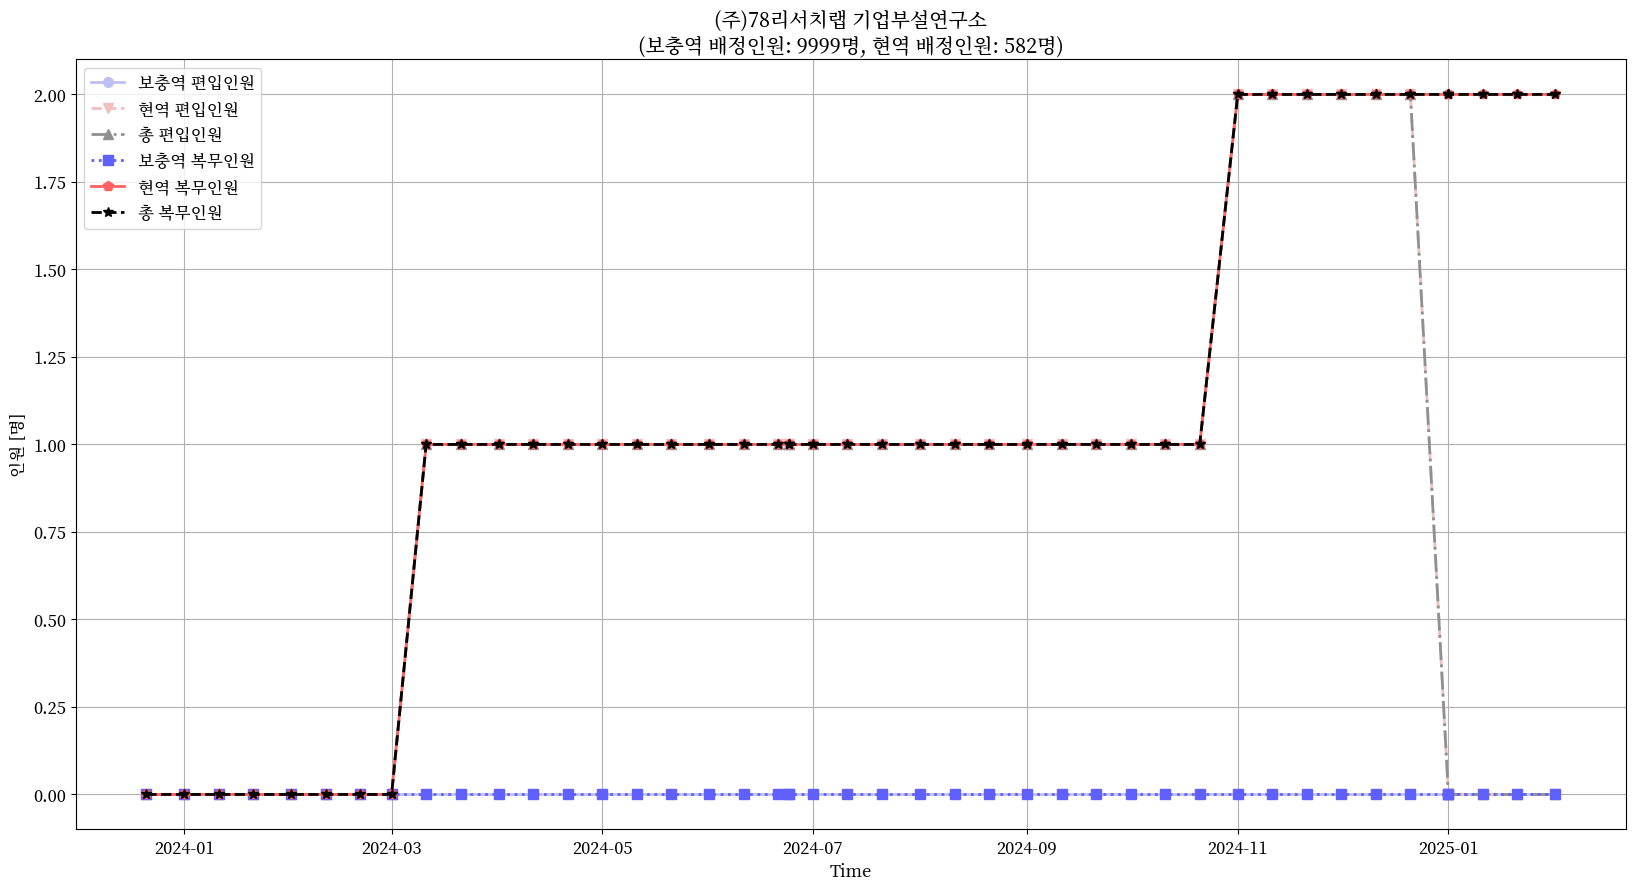 (주)78리서치랩 기업부설연구소
(보충역 배정인원: 9999명, 현역 배정인원: 582명)
보충역 편입인원
현역 편입인원
총 편입인원
보충역 복무인원
현역 복무인원
총 복무인원
2.00
1.75
1.50
1.25
1.00
0.75
0.50
0.25
0.00
인원 [명]
2024-01
2024-03
2024-05
2024-07
2024-09
2024-11
2025-01
Time